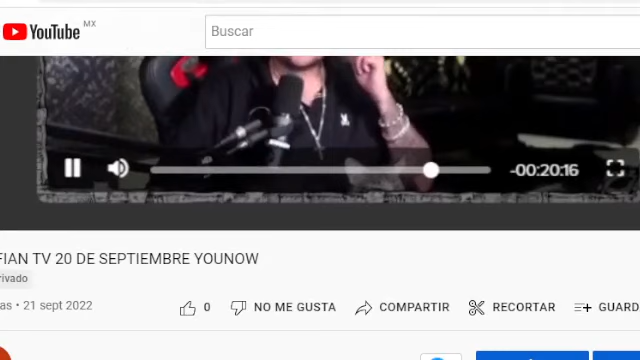 YouTube MX
Buscar
-00:20:16
FIAN TV 20 DE SEPTIEMBRE YOUNOW
rivado
as • 21 sept 2022
0 NO ME GUSTA COMPARTIR RECORTAR GUARD